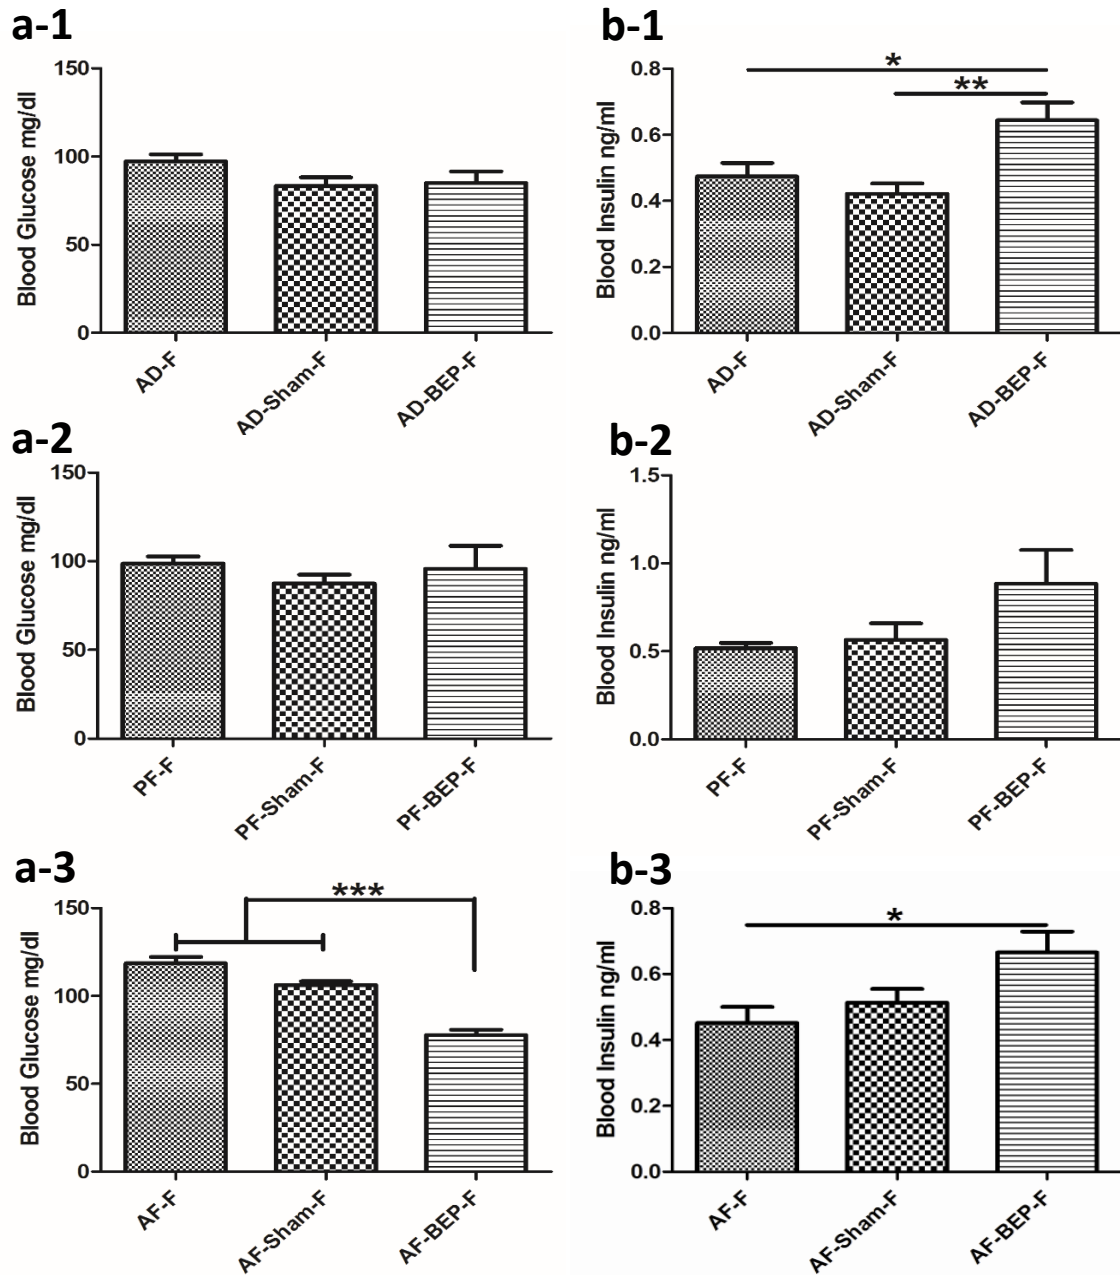 a-1
Blood Glucose mg/dl
150
100
50
0
AD-F
AD-Sham-F
AD-BEP-F
b-1
Blood Insulin ng/ml
0.8
0.6
0.4
0.2
0.0
*
**
AD-F
AD-Sham-F
AD-BEP-F
a-2
Blood Glucose mg/dl
150
100
50
0
PF-F
PF-Sham-F
PF-BEP-F
b-2
Blood Insulin ng/ml
1.5
1.0
0.5
0.0
PF-F
PF-Sham-F
PF-BEP-F
a-3
Blood Glucose mg/dl
150
100
50
0
***
AF-F
AF-Sham-F
AF-BEP-F
b-3
Blood Insulin ng/ml
0.8
0.6
0.4
0.2
0.0
*
AF-F
AF-Sham-F
AF-BEP-F